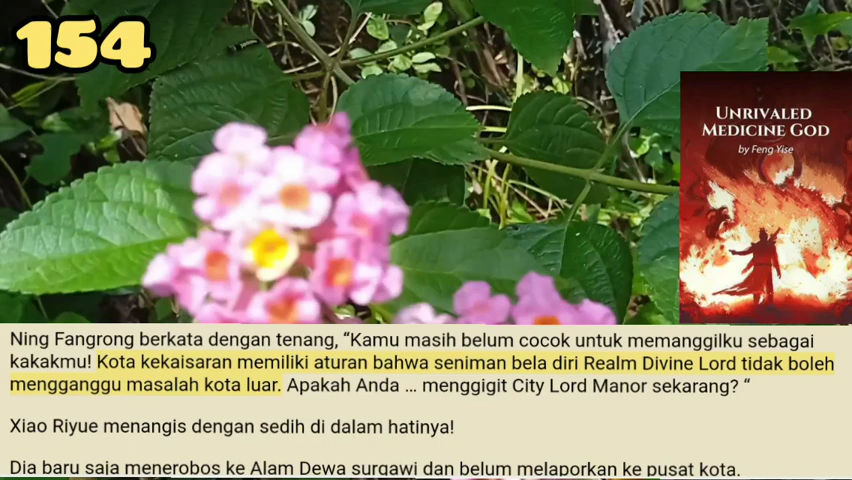 154
UNRIVALED
MEDICINE GOD
by Feng Yise
Ning Fangrong berkata dengan tenang, “Kamu masih belum cocok untuk memanggilku sebagai
kakakmu! Kota kekaisaran memiliki aturan bahwa seniman bela diri Realm Divine Lord tidak boleh
mengganggu masalah kota luar. Apakah Anda ... menggigit City Lord Manor sekarang? “
Xiao Riyue menangis dengan sedih di dalam hatinya!
Dia baru saja menerobos ke Alam Dewa surgawi dan belum melaporkan ke pusat kota.